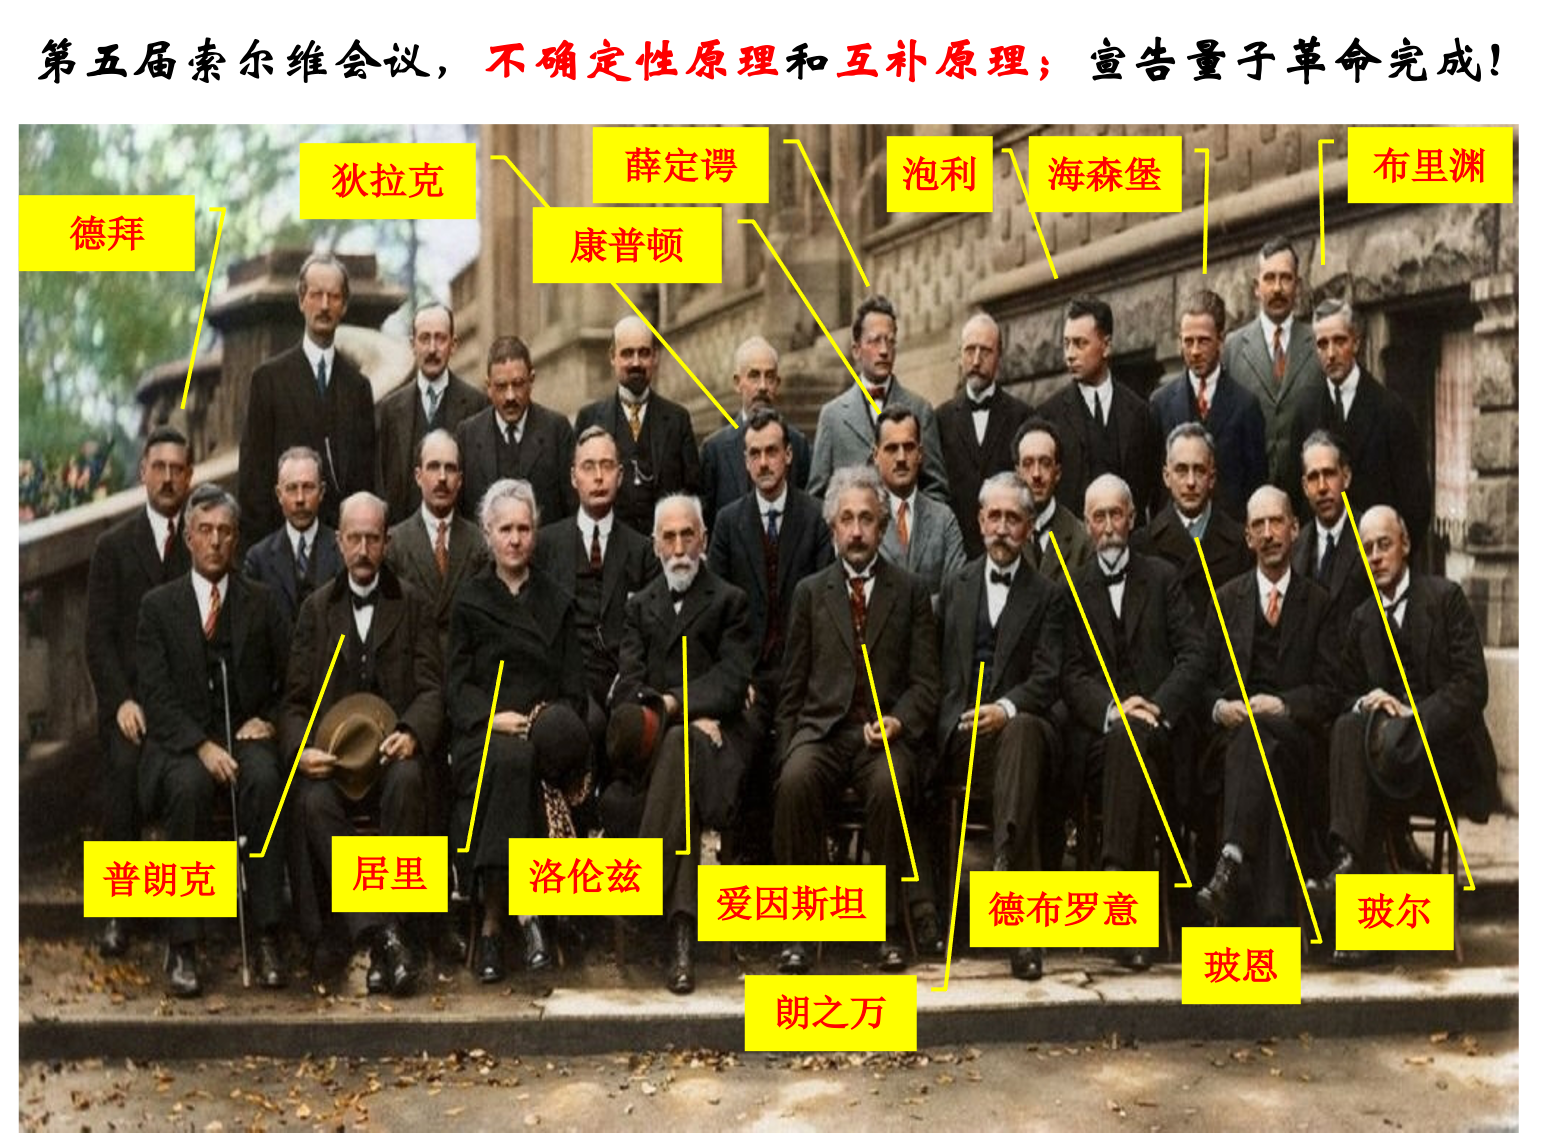 第五届索尔维会议，不确定性原理和互补原理；宣告量子革命完成！
德拜
狄拉克
薛定谔
康普顿
泡利
海森堡
布里渊
普朗克
居里
洛伦兹
爱因斯坦
朗之万
德布罗意
玻恩
玻尔